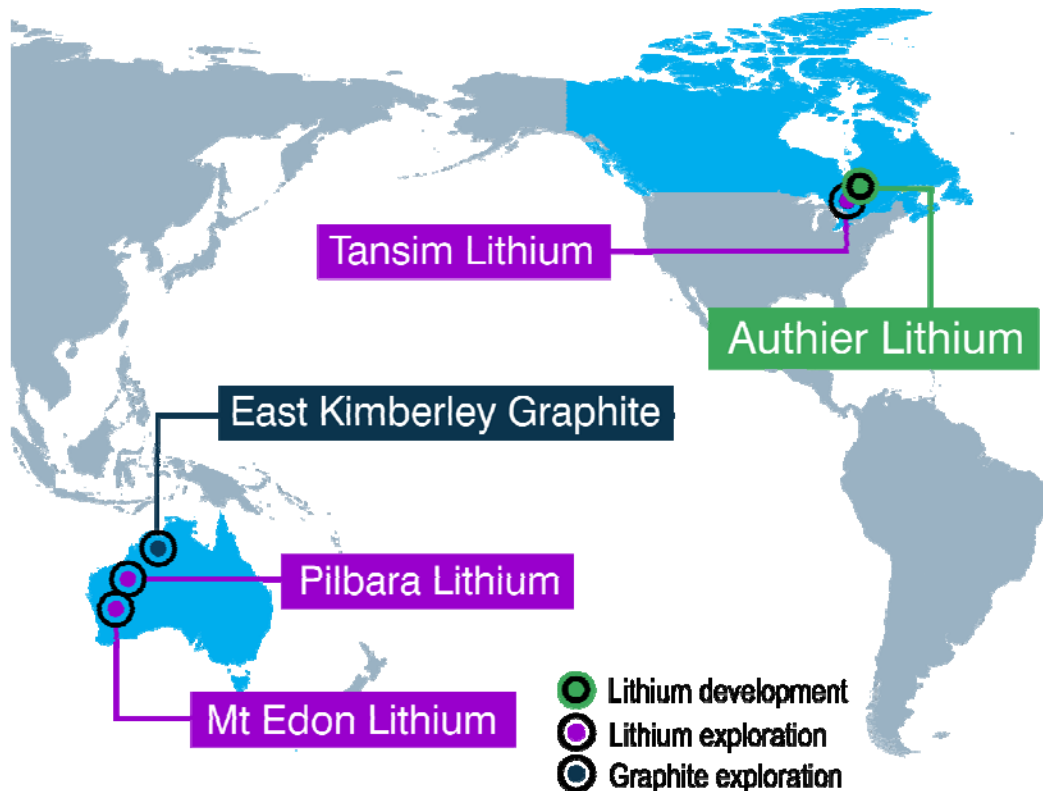 Tansim Lithium
Authier Lithium
East Kimberley Graphite
Pilbara Lithium
Mt Edon Lithium
Lithium development
Lithium exploration
Graphite exploration